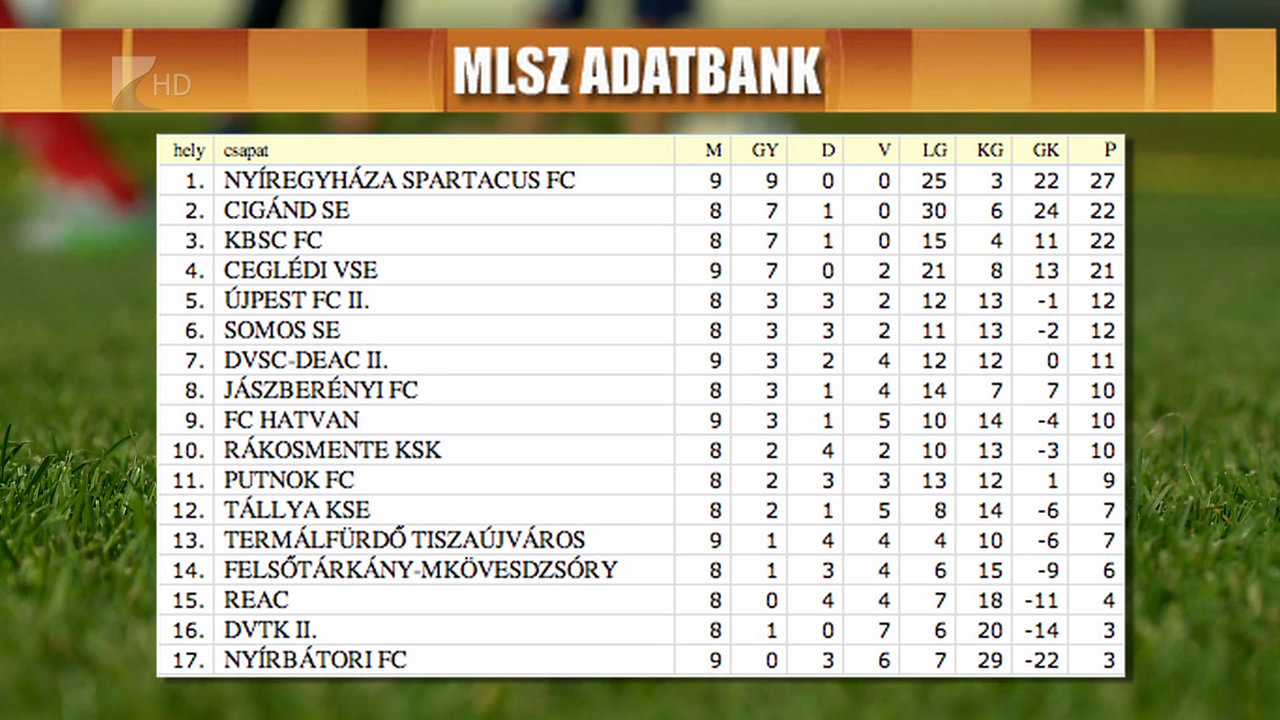 MLSZ ADATBANK
HD
hely csapat M GY D V LG KG GK P
1. NYÍREGYHÁZA SPARTACUS FC 9 9 0 0 25 3 22 27
2. CIGÁND SE 8 7 1 0 30 6 24 22
3. KBSC FC 8 7 1 0 15 4 11 22
4. CEGLÉDI VSE 9 7 0 2 21 8 13 21
5. ÚJPEST FC II. 8 3 3 2 12 13 -1 12
6. SOMOS SE 8 3 3 2 11 13 -2 12
7. DVSC-DEAC II. 9 3 2 4 12 12 0 11
8. JÁSZBERÉNYI FC 8 3 1 4 14 7 7 10
9. FC HATVAN 9 3 1 5 10 14 -4 10
10. RÁKOSMENTE KSK 8 2 4 2 10 13 -3 10
11. PUTNOK FC 8 2 3 3 13 12 1 9
12. TÁLLYA KSE 8 2 1 5 8 14 -6 7
13. TERMÁLFÜRDŐ TISZAÚJVÁROS 9 1 4 4 4 10 -6 7
14. FELSŐTÁRKÁNY-MKÖVESDZSÓRY 8 1 3 4 6 15 -9 6
15. REAC 8 0 4 4 7 18 -11 4
16. DVTK II. 8 1 0 7 6 20 -14 3
17. NYÍRBÁTORI FC 9 0 3 6 7 29 -22 3